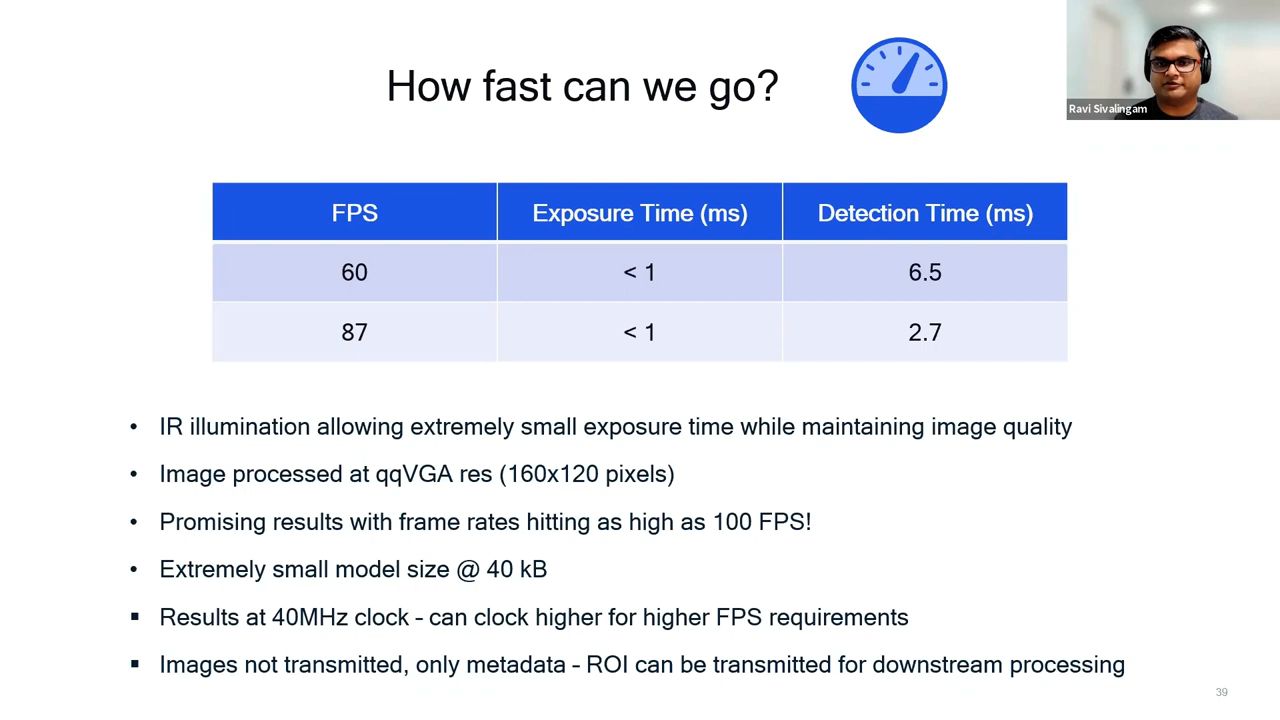 How fast can we go?
Ravi Sivalingam
FPS Exposure Time (ms) Detection Time (ms)
60 < 1 6.5
87 < 1 2.7
• IR illumination allowing extremely small exposure time while maintaining image quality
• Image processed at qqVGA res (160x120 pixels)
• Promising results with frame rates hitting as high as 100 FPS!
• Extremely small model size @ 40 kB
▪ Results at 40MHz clock – can clock higher for higher FPS requirements
▪ Images not transmitted, only metadata – ROI can be transmitted for downstream processing
39